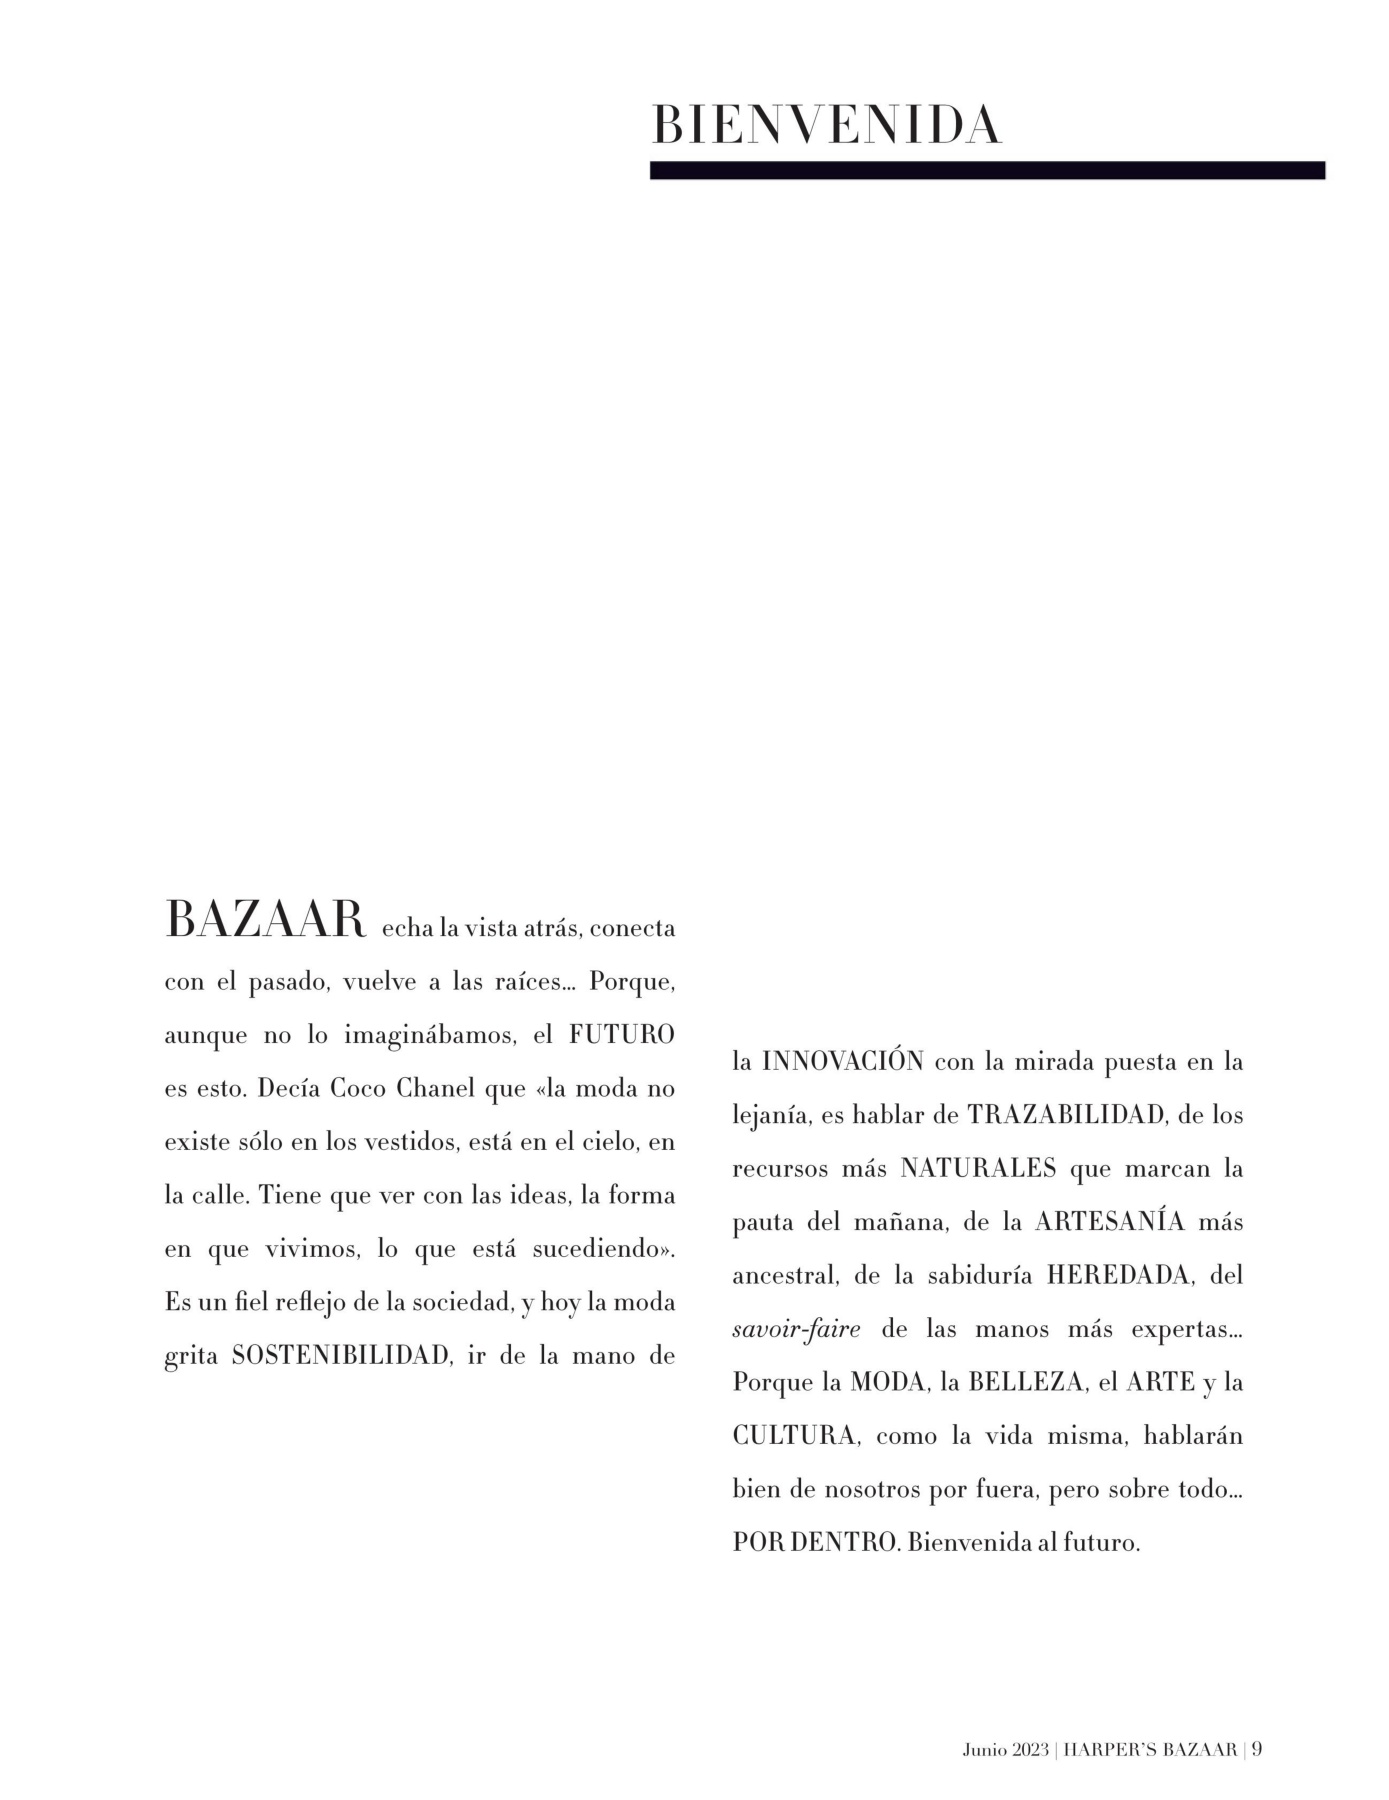 BIENVENIDA
BAZAAR echa la vista atrás, conecta
con el pasado, vuelve a las raíces... Porque,
aunque no lo imaginábamos, el FUTURO
es esto. Decía Coco Chanel que «la moda no
existe sólo en los vestidos, está en el cielo, en
la calle. Tiene que ver con las ideas, la forma
en que vivimos, lo que está sucediendo».
Es un fiel reflejo de la sociedad, y hoy la moda
grita SOSTENIBILIDAD, ir de la mano de
la INNOVACIÓN con la mirada puesta en la
lejanía, es hablar de TRAZABILIDAD, de los
recursos más NATURALES que marcan la
pauta del mañana, de la ARTESANÍA más
ancestral, de la sabiduría HEREDADA, del
savoir-faire de las manos más expertas...
Porque la MODA, la BELLEZA, el ARTE y la
CULTURA, como la vida misma, hablarán
bien de nosotros por fuera, pero sobre todo...
POR DENTRO. Bienvenida al futuro.
Junio 2023 | HARPER'S BAZAAR | 9